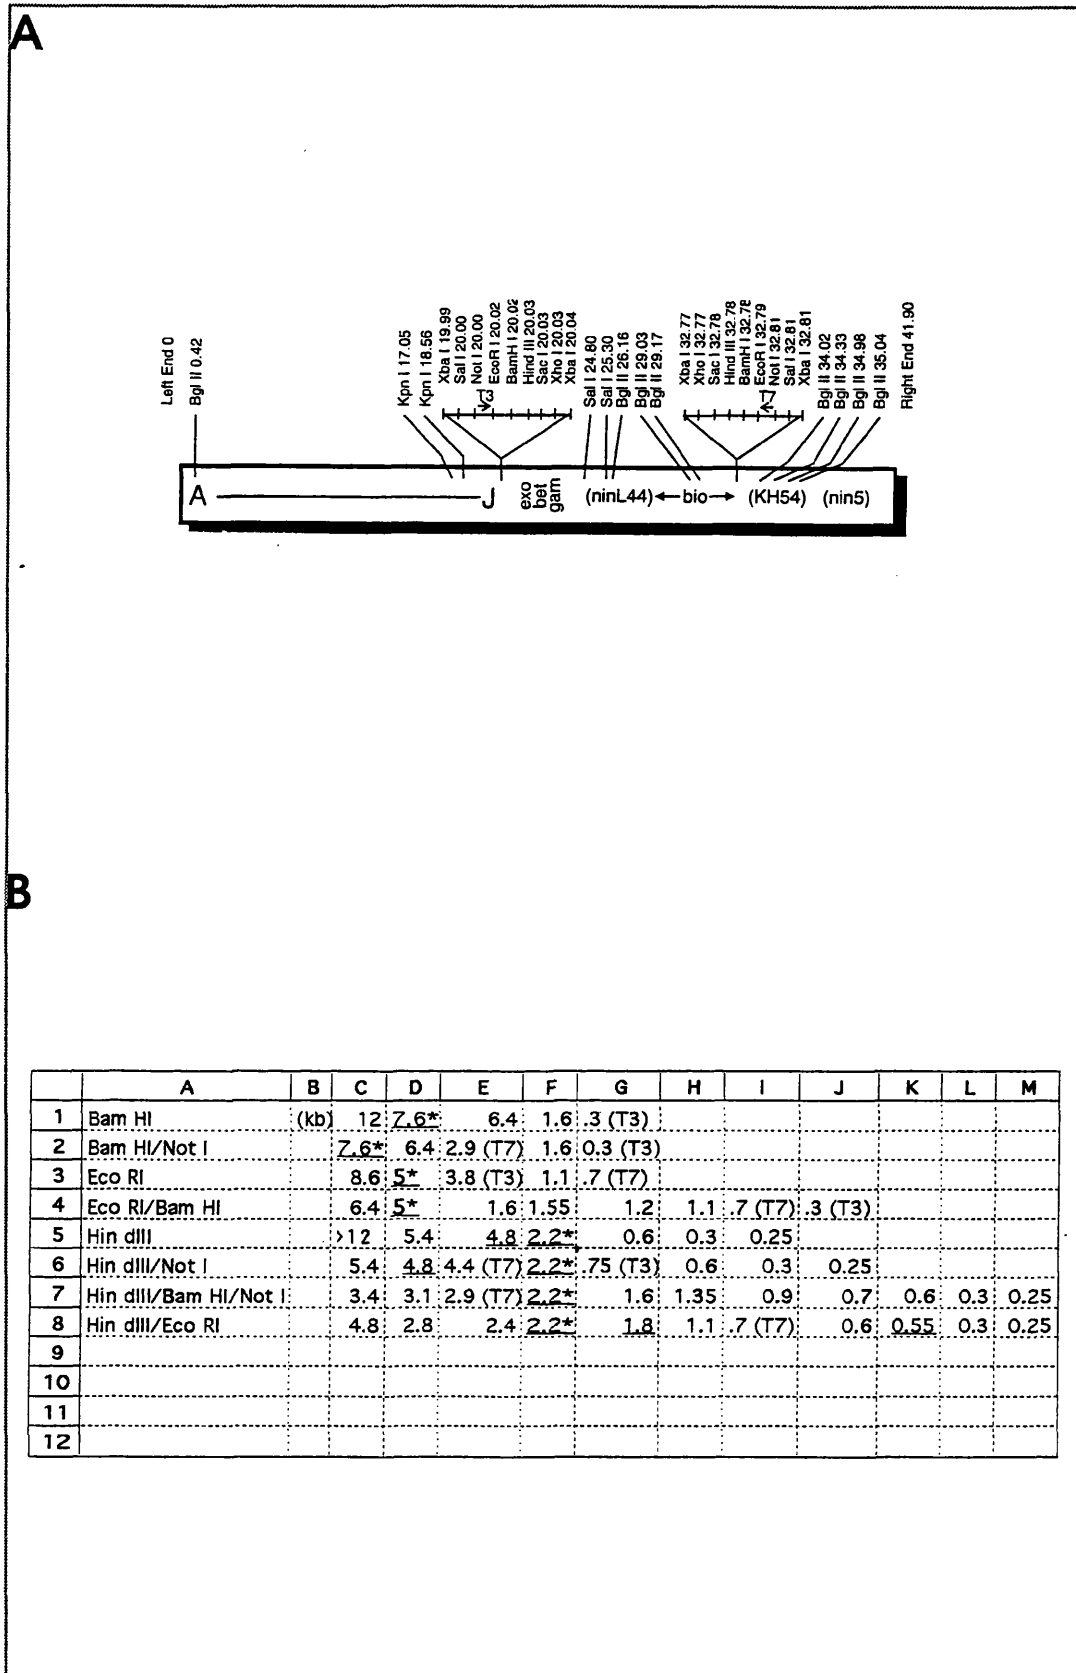 A
Left End 0
Bgl II 0.42
Kpn I 17.05
Kpn I 18.56
Xba I 19.99
Sal I 20.00
Not I 20.00
T3
EcoR I 20.02
BamH I 20.02
Hind III 20.03
Sac I 20.03
Xho I 20.03
Xba I 20.04
Sal I 24.80
Sal I 25.30
Bgl II 26.16
Bgl II 29.03
Bgl II 29.17
Xba I 32.77
Xho I 32.77
Sac I 32.78
Hind III 32.78
BamH I 32.78
EcoR I 32.79
T7
Not I 32.81
Sal I 32.81
Xba I 32.81
Bgl II 34.02
Bgl II 34.33
Bgl II 34.98
Bgl II 35.04
Right End 41.90
A J exo bet gam (ninL44) bio (KH54) (nin5)
B
A B C D E F G H I J K L M
1 Bam HI (kb) 12 7.6* 6.4 1.6 .3 (T3)
2 Bam HI/Not I 7.6* 6.4 2.9 (T7) 1.6 0.3 (T3)
3 Eco RI 8.6 5* 3.8 (T3) 1.1 .7 (T7)
4 Eco RI/Bam HI 6.4 5* 1.6 1.55 1.2 1.1 .7 (T7) .3 (T3)
5 Hin dIII >12 5.4 4.8 2.2* 0.6 0.3 0.25
6 Hin dIII/Not I 5.4 4.8 4.4 (T7) 2.2* .75 (T3) 0.6 0.3 0.25
7 Hin dIII/Bam HI/Not I 3.4 3.1 2.9 (T7) 2.2* 1.6 1.35 0.9 0.7 0.6 0.3 0.25
8 Hin dIII/Eco RI 4.8 2.8 2.4 2.2* 1.8 1.1 .7 (T7) 0.6 0.55 0.3 0.25
9
10
11
12